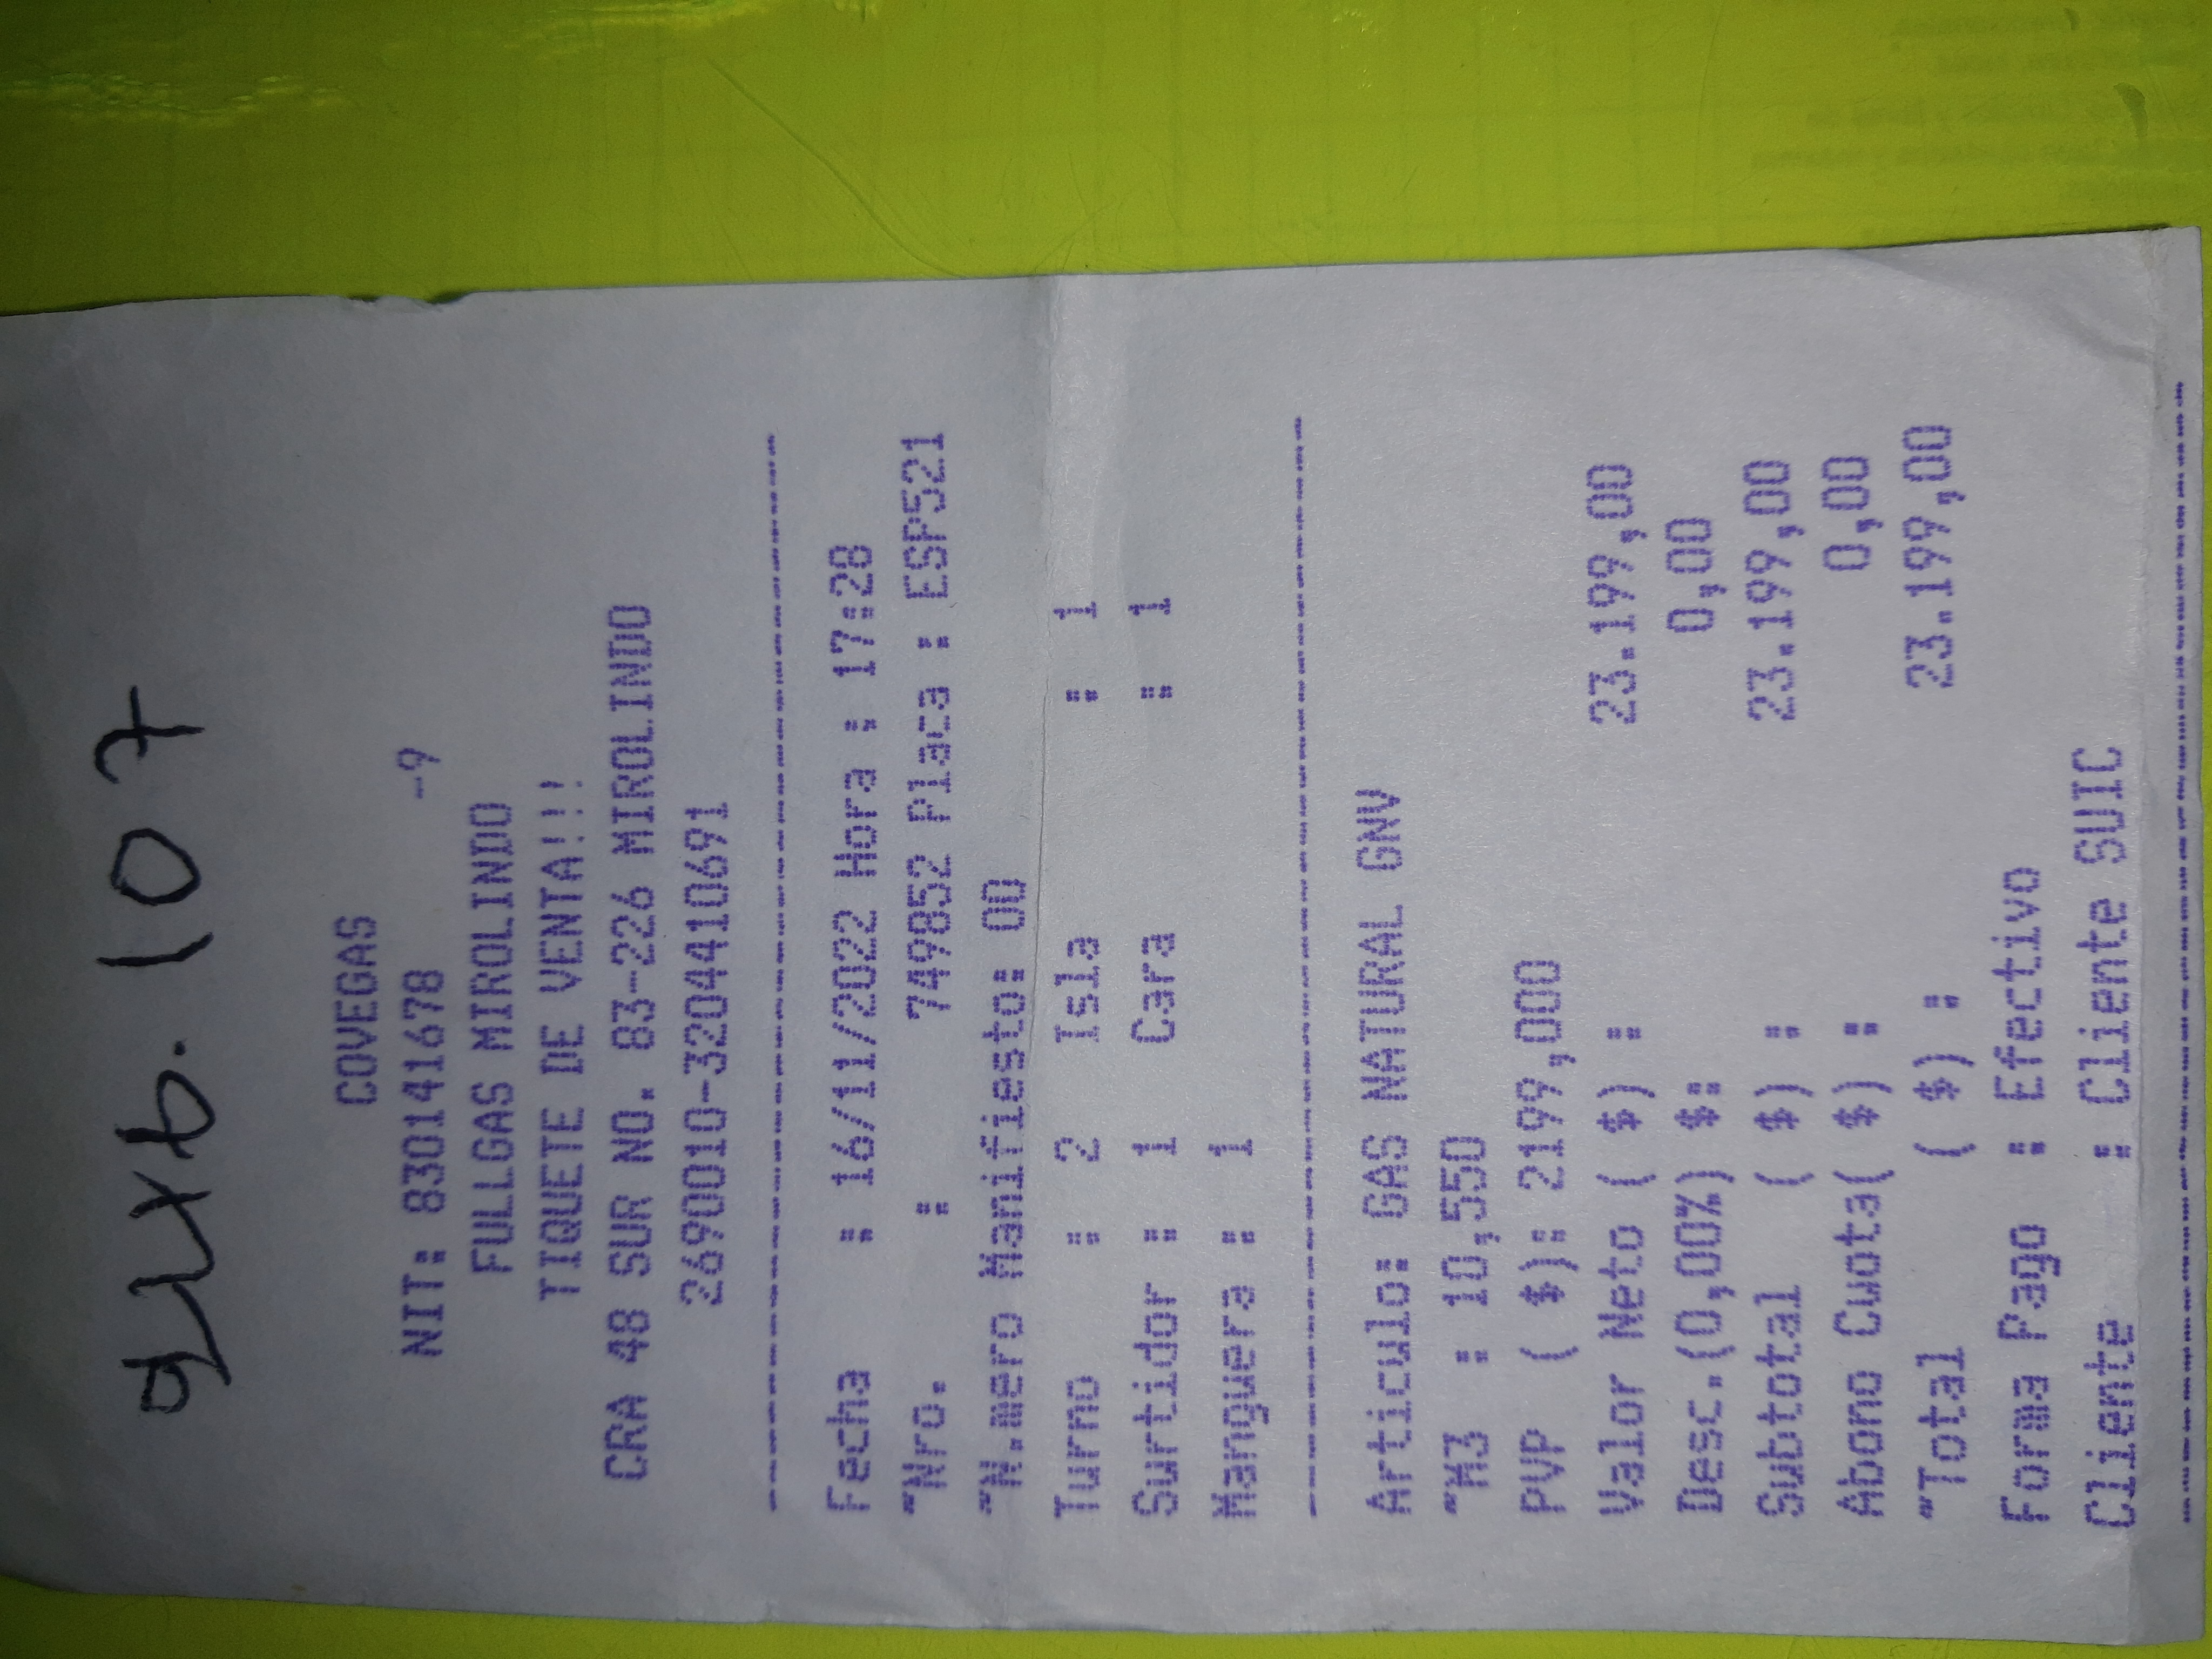 107
COVEGAS
NIT: 830141678 -9
FULLGAS MIROLINDO
TIQUETE DE VENTA!!!
CRA 48 SUR NO. 83-226 MIROLINDO
2690010-3204410691
Fecha : 16/11/2022 Hora : 17:28
"Nro. : 749852 Placa : ESP521
"N.mero Manifiesto: 00
Turno : 2 Isla : 1
Surtidor : 1 Cara : 1
Manguera : 1
Articulo: GAS NATURAL GNV
"M3 : 10,550
PVP ( $): 2199,000
Valor Neto ( $) : 23.199,00
Desc.(0,00%) $: 0,00
Subtotal ( $) : 23.199,00
Abono Cuota( $) : 0,00
"Total ( $) : 23.199,00
Forma Pago : Efectivo
Cliente : Cliente SUIC